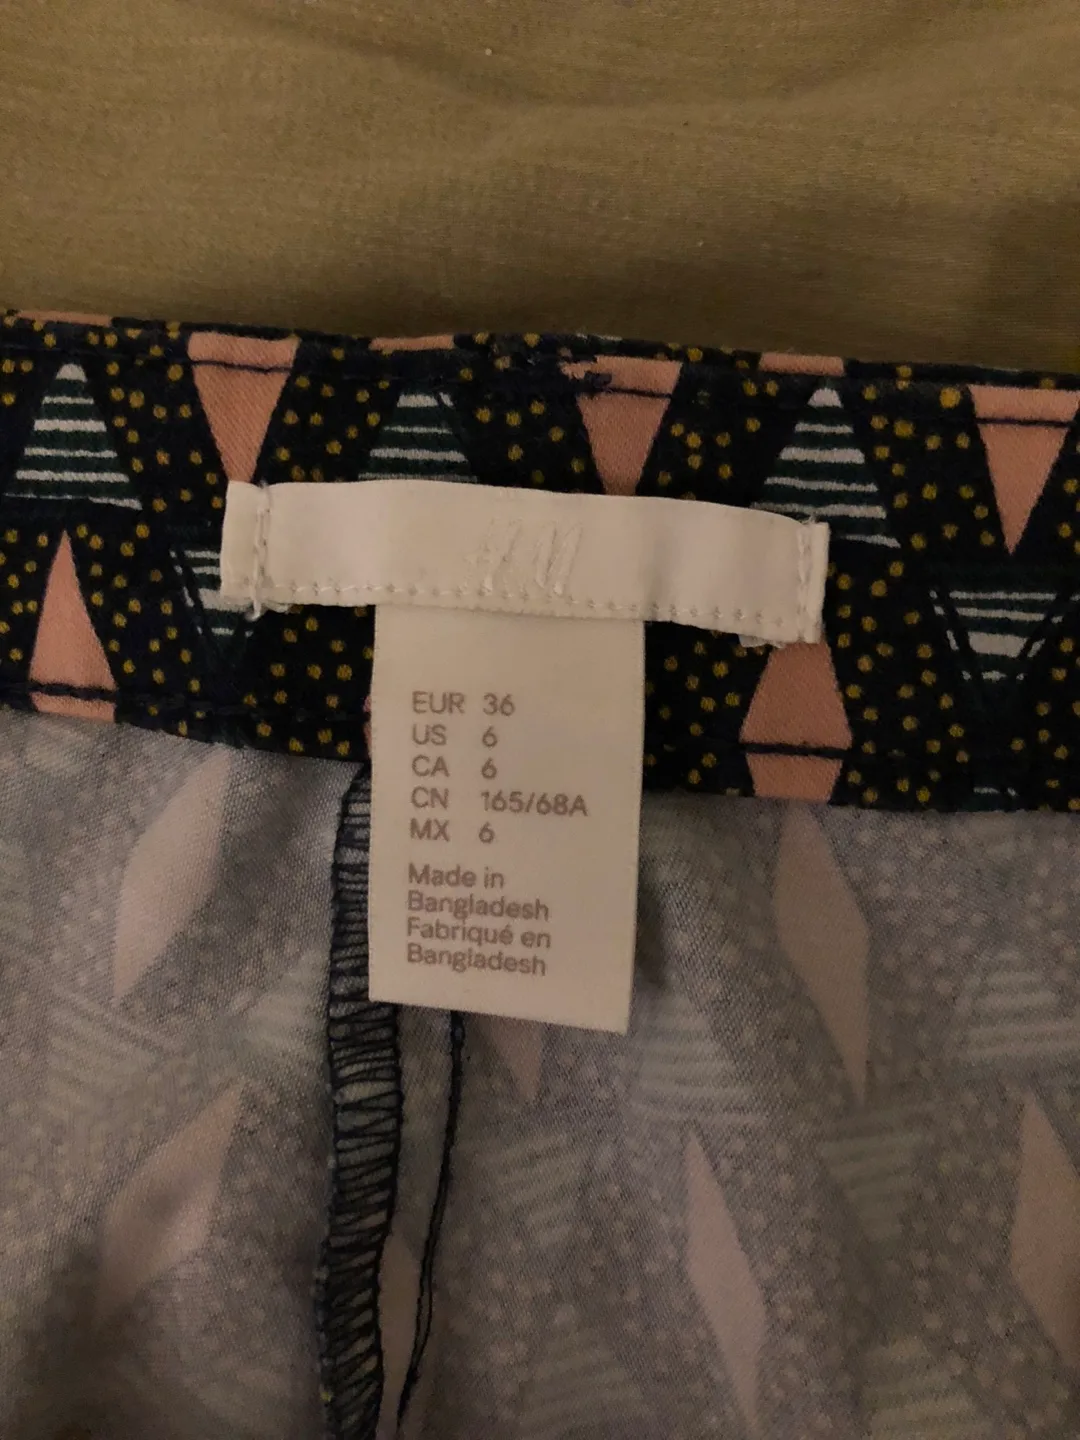 H&M
EUR 36
US 6
CA 6
CN 165/68A
MX 6
Made in
Bangladesh
Fabriqué en
Bangladesh